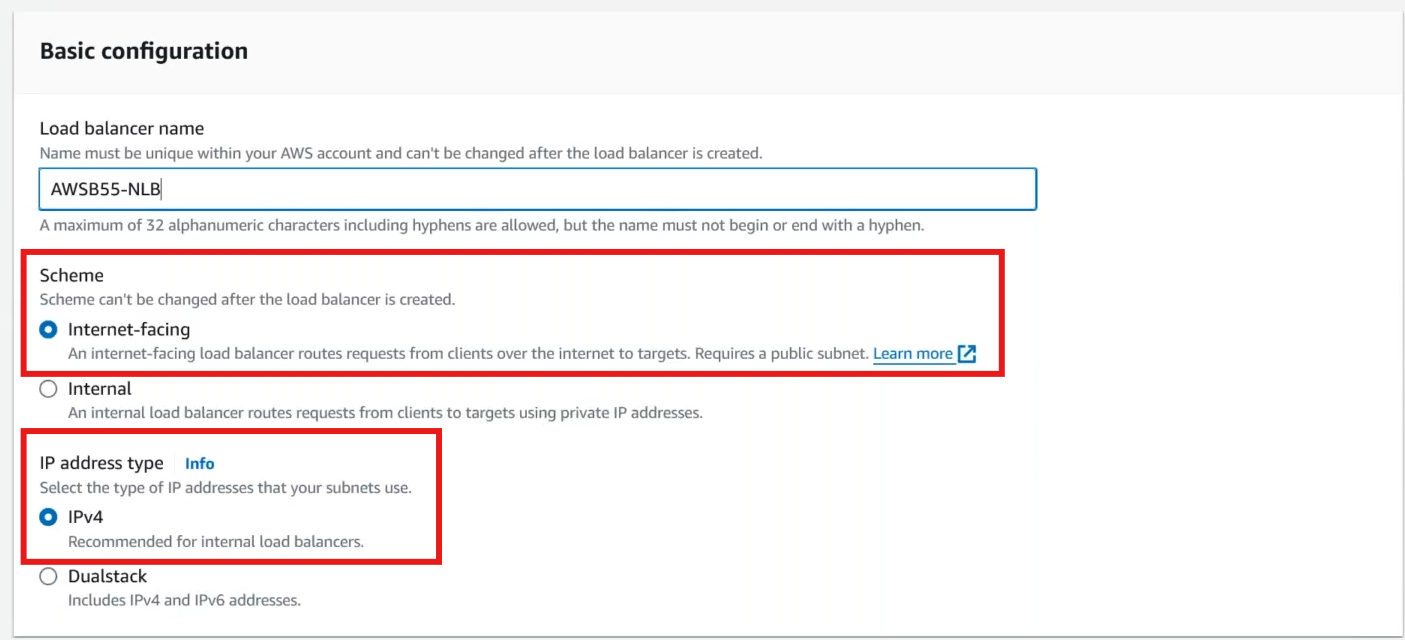 Basic configuration
Load balancer name
Name must be unique within your AWS account and can't be changed after the load balancer is created.
AWSB55-NLB
A maximum of 32 alphanumeric characters including hyphens are allowed, but the name must not begin or end with a hyphen.
Scheme
Scheme can't be changed after the load balancer is created.
Internet-facing
An internet-facing load balancer routes requests from clients over the internet to targets. Requires a public subnet. Learn more
Internal
An internal load balancer routes requests from clients to targets using private IP addresses.
IP address type Info
Select the type of IP addresses that your subnets use.
IPv4
Recommended for internal load balancers.
Dualstack
Includes IPv4 and IPv6 addresses.